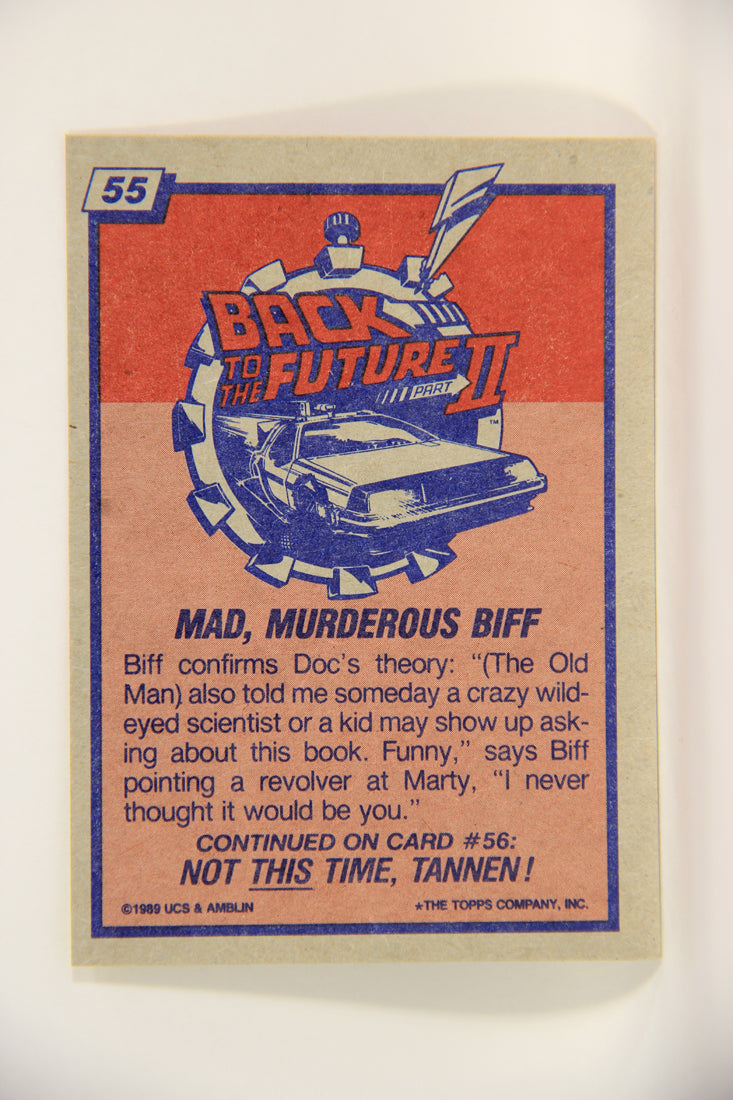 55
BACK
TO
THE FUTURE
PART II
™
MAD, MURDEROUS BIFF
Biff confirms Doc's theory: "(The Old
Man) also told me someday a crazy wild-
eyed scientist or a kid may show up ask-
ing about this book. Funny," says Biff
pointing a revolver at Marty, "I never
thought it would be you."
CONTINUED ON CARD #56:
NOT THIS TIME, TANNEN!
©1989 UCS & AMBLIN
★THE TOPPS COMPANY, INC.